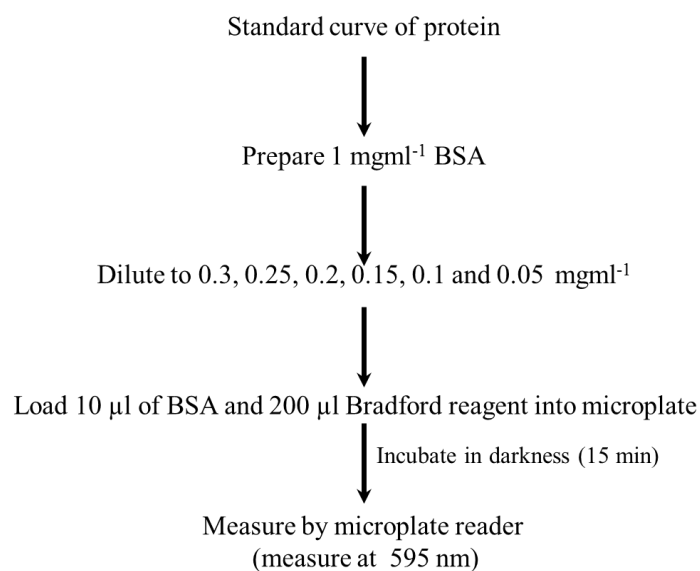 Standard curve of protein
Prepare 1 mgml⁻¹ BSA
Dilute to 0.3, 0.25, 0.2, 0.15, 0.1 and 0.05 mgml⁻¹
Load 10 µl of BSA and 200 µl Bradford reagent into microplate
Incubate in darkness (15 min)
Measure by microplate reader
(measure at 595 nm)